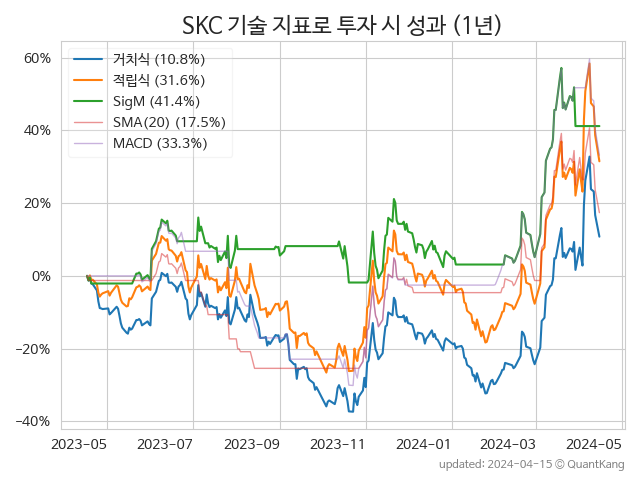 SKC 기술 지표로 투자 시 성과 (1년)
60%
40%
20%
0%
−20%
−40%
거치식 (10.8%)
적립식 (31.6%)
SigM (41.4%)
SMA(20) (17.5%)
MACD (33.3%)
2023-05 2023-07 2023-09 2023-11 2024-01 2024-03 2024-05
updated: 2024-04-15 © QuantKang